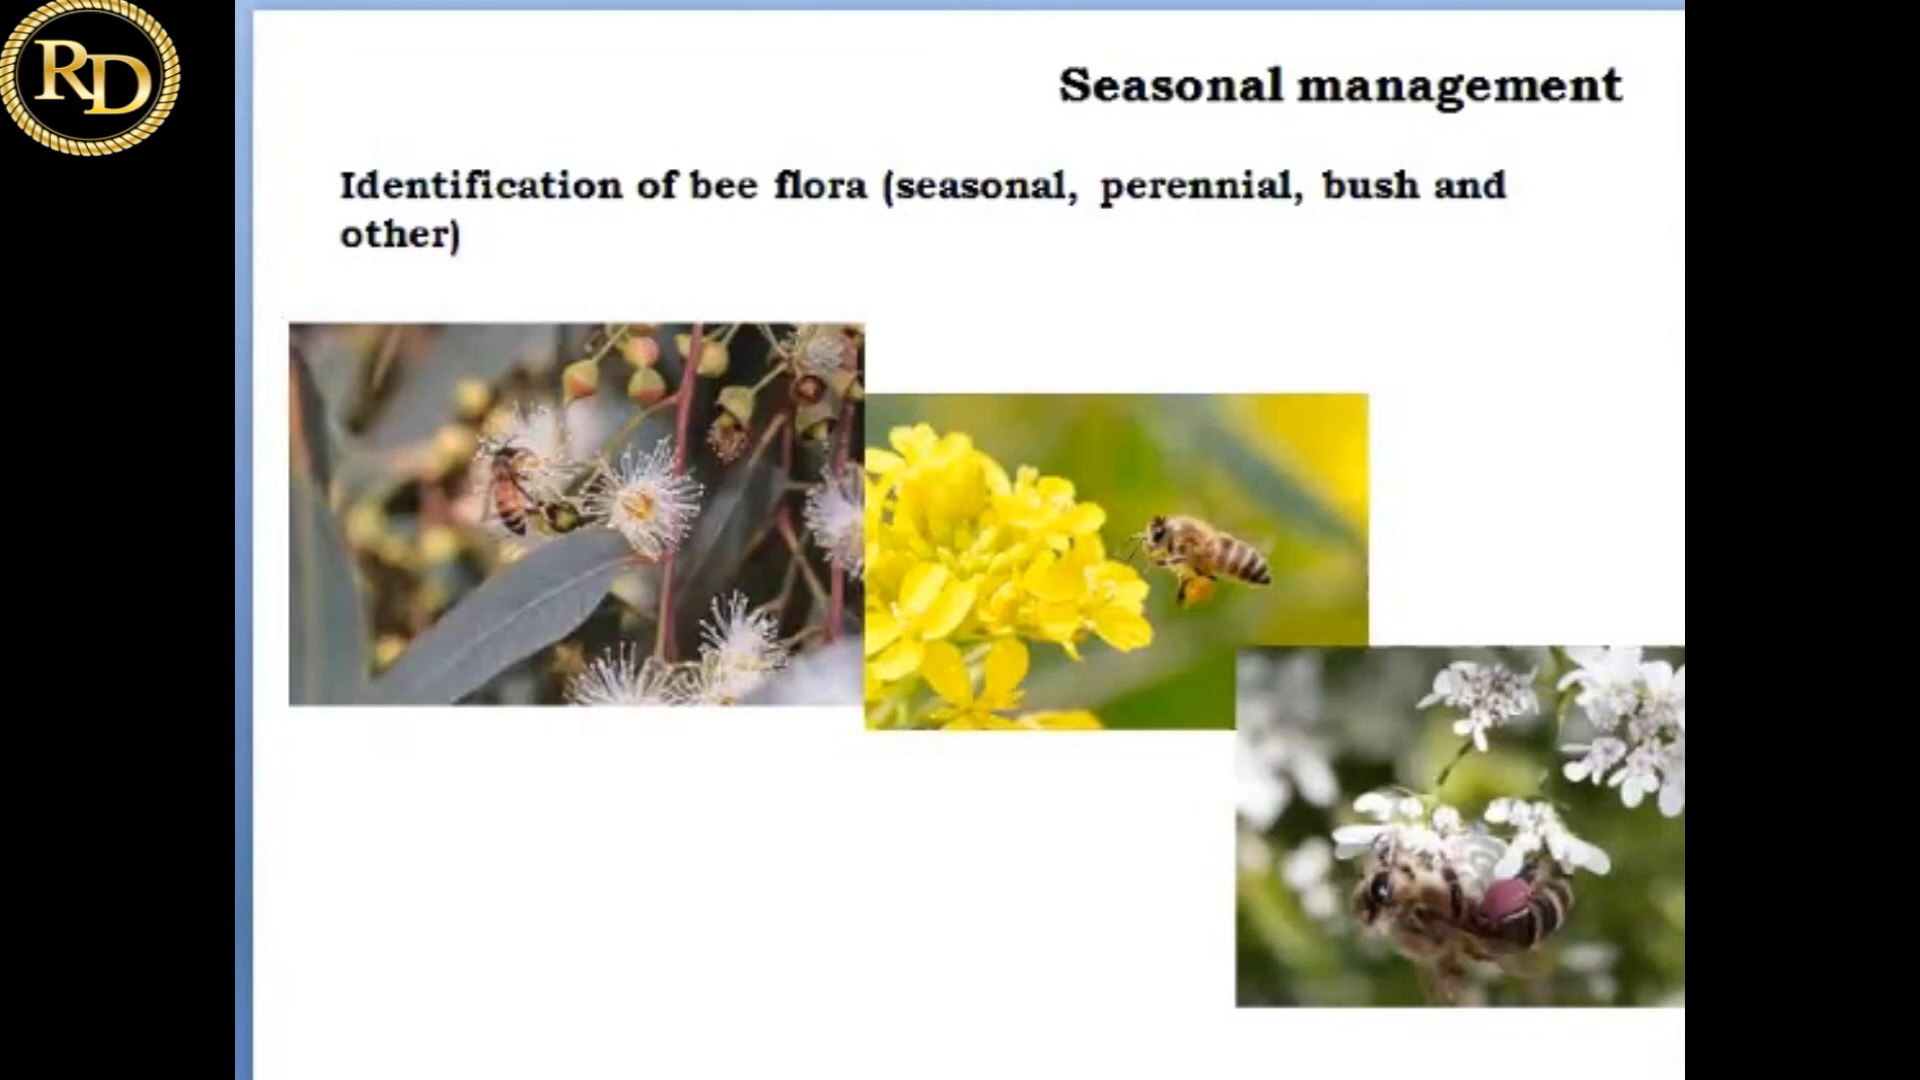 RD
Seasonal management
Identification of bee flora (seasonal, perennial, bush and
other)